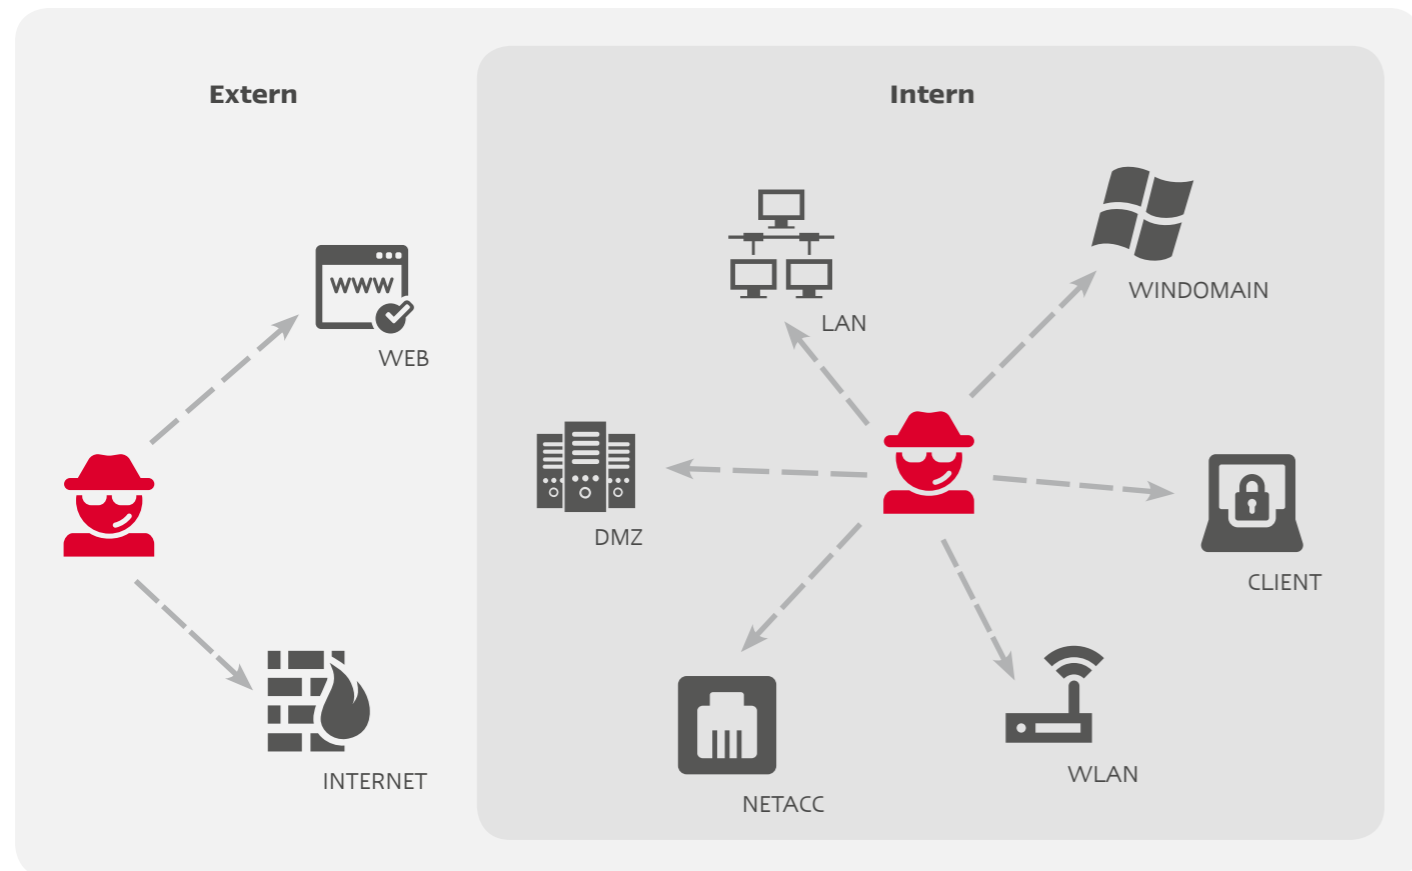 Extern
Intern
WWW
WEB
INTERNET
LAN
WINDOMAIN
DMZ
CLIENT
NETACC
WLAN